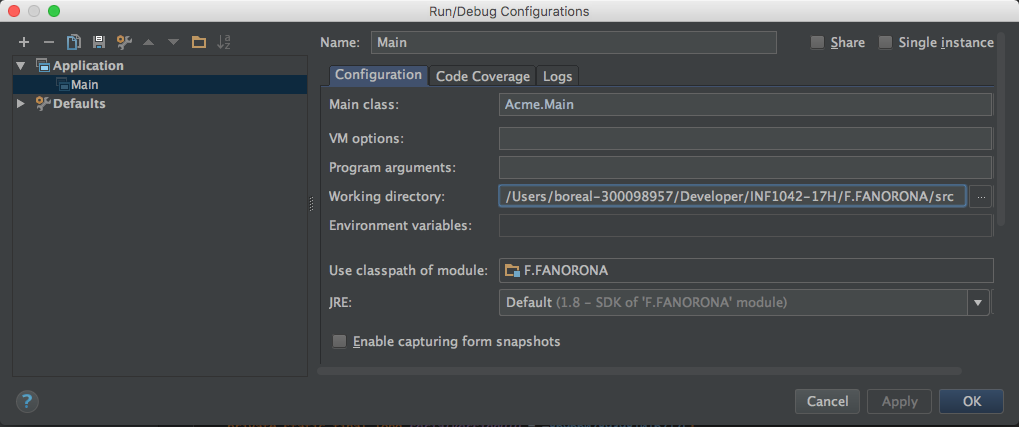 Run/Debug Configurations
Name: Main Share Single instance
Application
Main
Defaults
Configuration Code Coverage Logs
Main class: Acme.Main
VM options:
Program arguments:
Working directory: /Users/boreal-300098957/Developer/INF1042-17H/F.FANORONA/src ...
Environment variables:
Use classpath of module: F.FANORONA
JRE: Default (1.8 – SDK of 'F.FANORONA' module)
Enable capturing form snapshots
? Cancel Apply OK